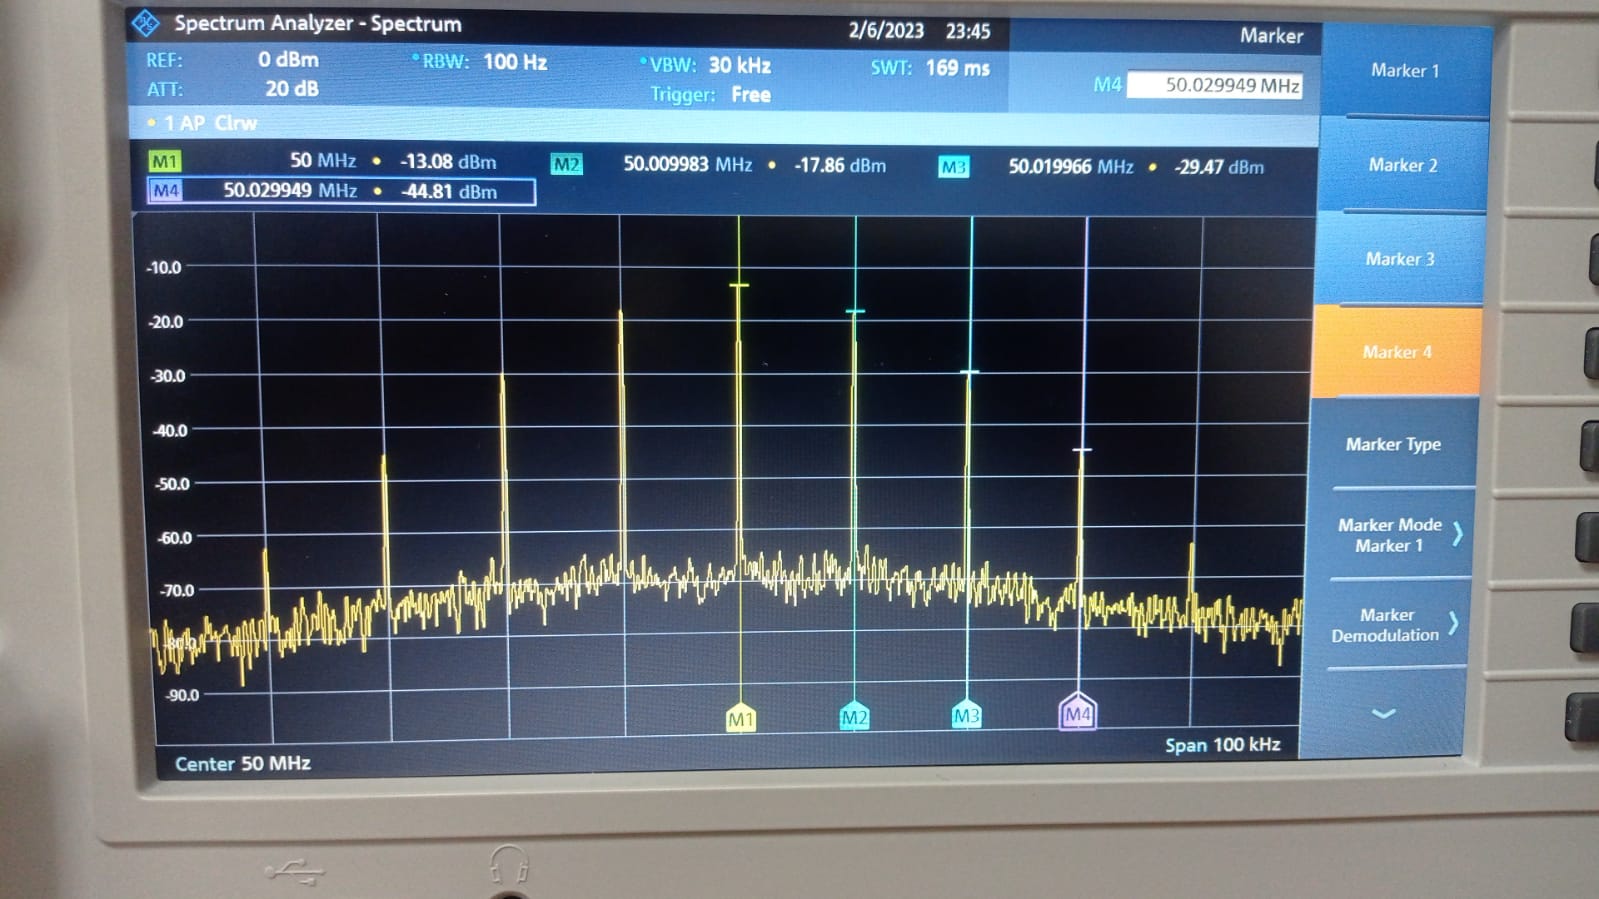 Spectrum Analyzer - Spectrum
2/6/2023 23:45
Marker
REF: 0 dBm
RBW: 100 Hz
VBW: 30 kHz
SWT: 169 ms
ATT: 20 dB
Trigger: Free
M4 50.029949 MHz
1 AP Clrw
M1 50 MHz • -13.08 dBm
M2 50.009983 MHz • -17.86 dBm
M3 50.019966 MHz • -29.47 dBm
M4 50.029949 MHz • -44.81 dBm
-10.0
-20.0
-30.0
-40.0
-50.0
-60.0
-70.0
-80.0
-90.0
M1
M2
M3
M4
Center 50 MHz
Span 100 kHz
Marker 1
Marker 2
Marker 3
Marker 4
Marker Type
Marker Mode
Marker 1
Marker
Demodulation